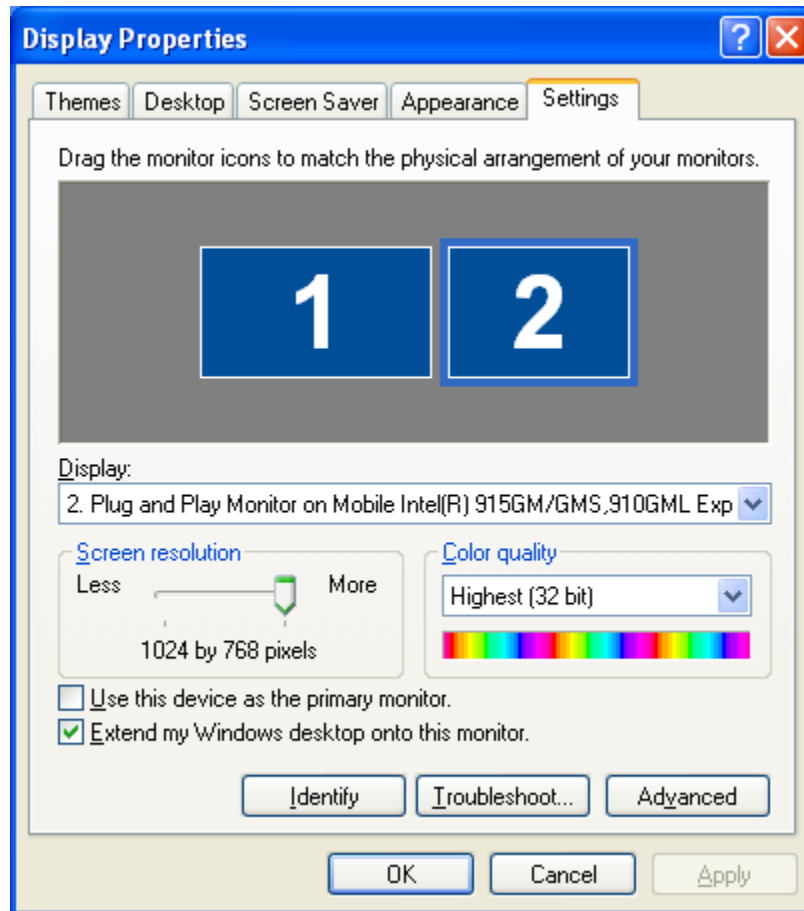 Display Properties
Themes Desktop Screen Saver Appearance Settings
Drag the monitor icons to match the physical arrangement of your monitors.
1 2
Display:
2. Plug and Play Monitor on Mobile Intel(R) 915GM/GMS,910GML Exp
Screen resolution Color quality
Less More Highest (32 bit)
1024 by 768 pixels
Use this device as the primary monitor.
Extend my Windows desktop onto this monitor.
Identify Troubleshoot... Advanced
OK Cancel Apply